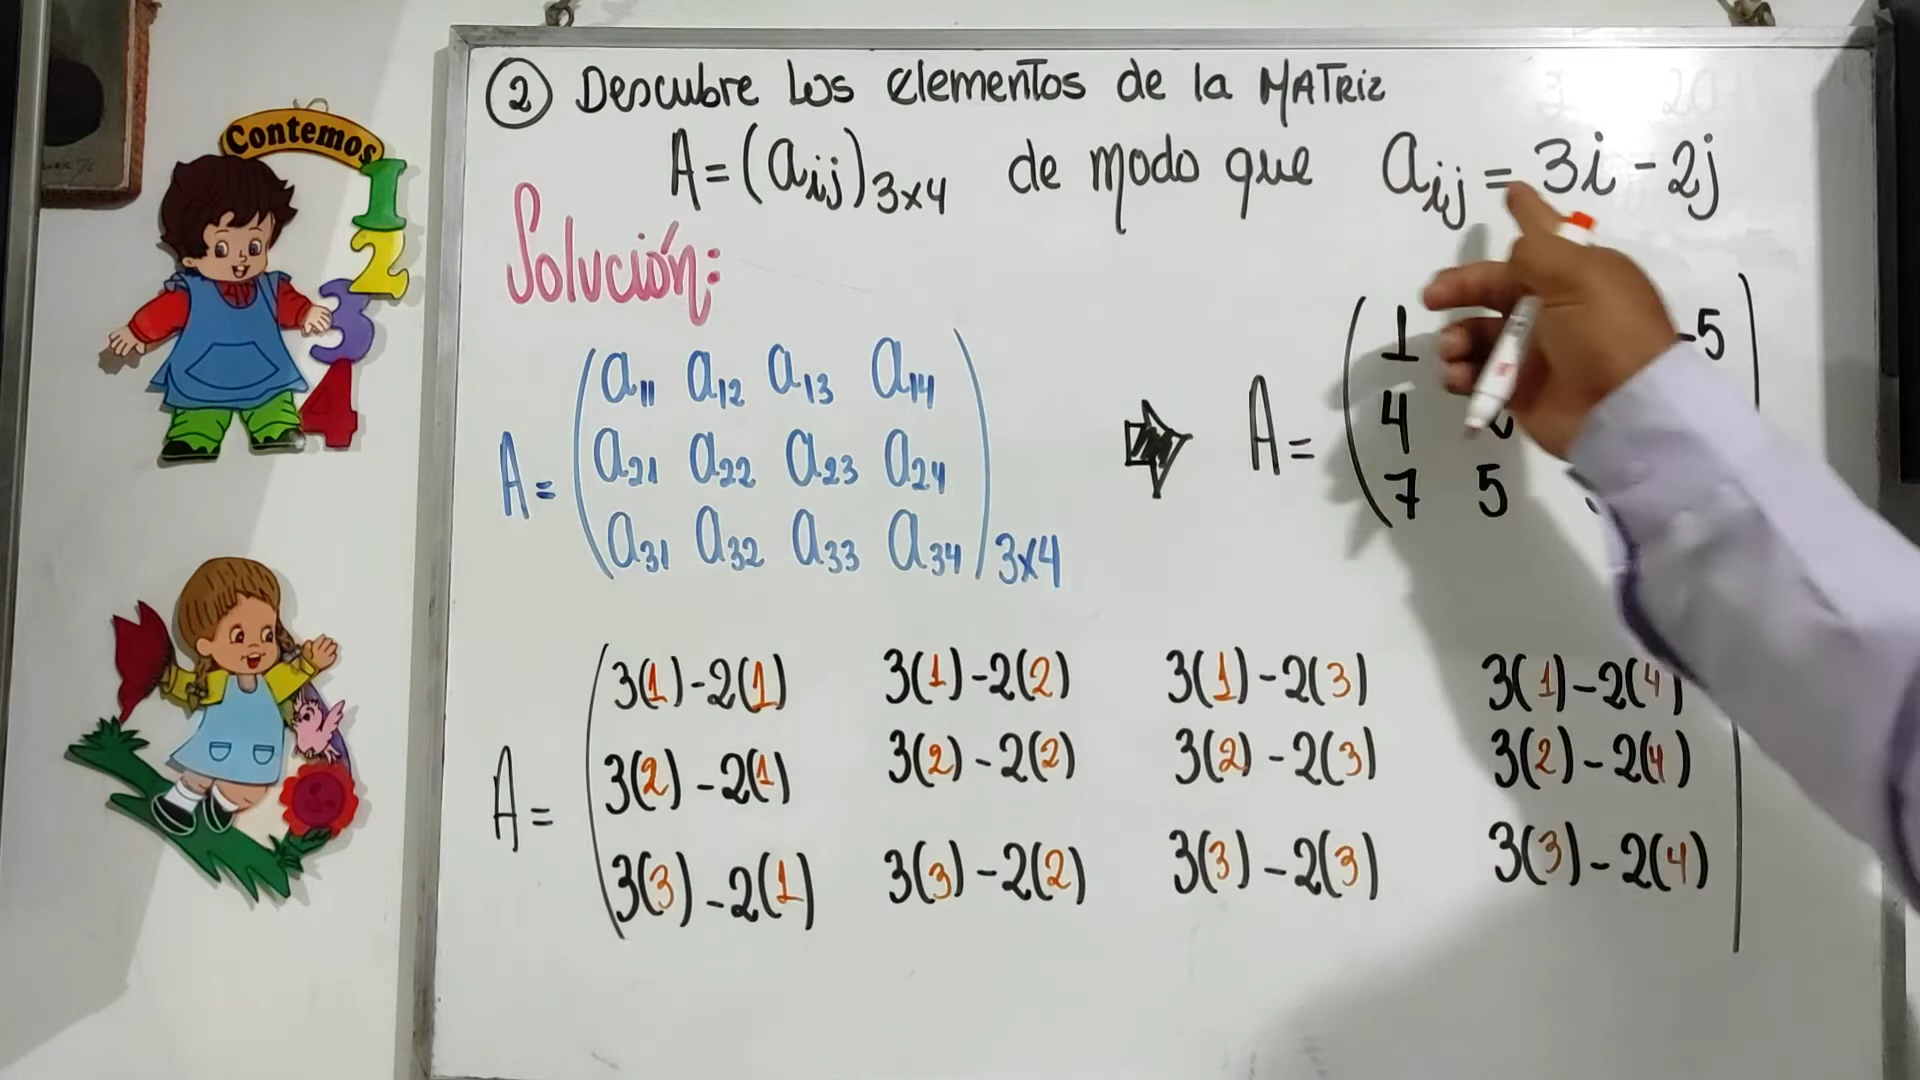 Contemos
1
2
3
4
② Descubre los elementos de la MATRIZ
A = (aij)3x4 de modo que aij = 3i - 2j
Solución:
A = (a11 a12 a13 a14
a21 a22 a23 a24
a31 a32 a33 a34)3x4
A = (1 -5
4
7 5
A = (3(1)-2(1) 3(1)-2(2) 3(1)-2(3) 3(1)-2(4)
3(2)-2(1) 3(2)-2(2) 3(2)-2(3) 3(2)-2(4)
3(3)-2(1) 3(3)-2(2) 3(3)-2(3) 3(3)-2(4)